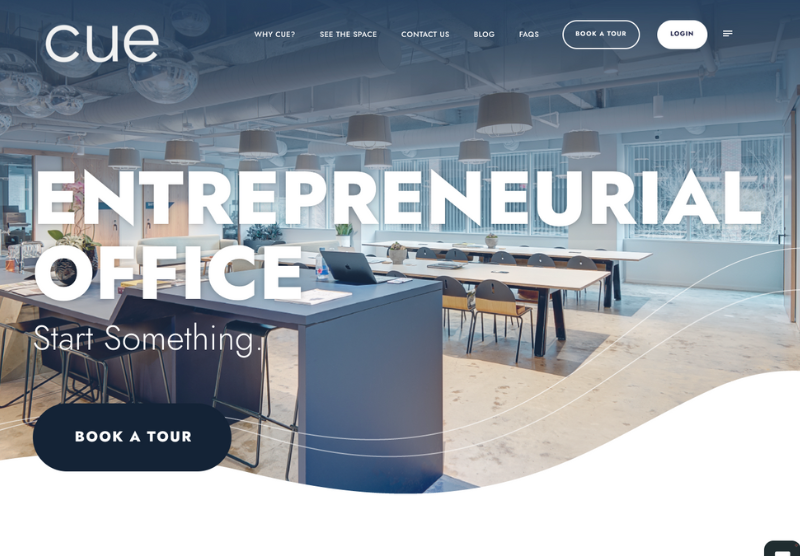 cue
WHY CUE?
SEE THE SPACE
CONTACT US
BLOG
FAQS
BOOK A TOUR
LOGIN
ENTREPRENEURIAL
OFFICE
Start Something.
BOOK A TOUR